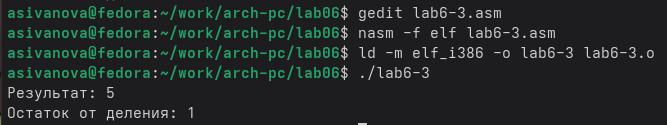 asivanova@fedora:~/work/arch-pc/lab06$ gedit lab6-3.asm
asivanova@fedora:~/work/arch-pc/lab06$ nasm -f elf lab6-3.asm
asivanova@fedora:~/work/arch-pc/lab06$ ld -m elf_i386 -o lab6-3 lab6-3.o
asivanova@fedora:~/work/arch-pc/lab06$ ./lab6-3
Результат: 5
Остаток от деления: 1